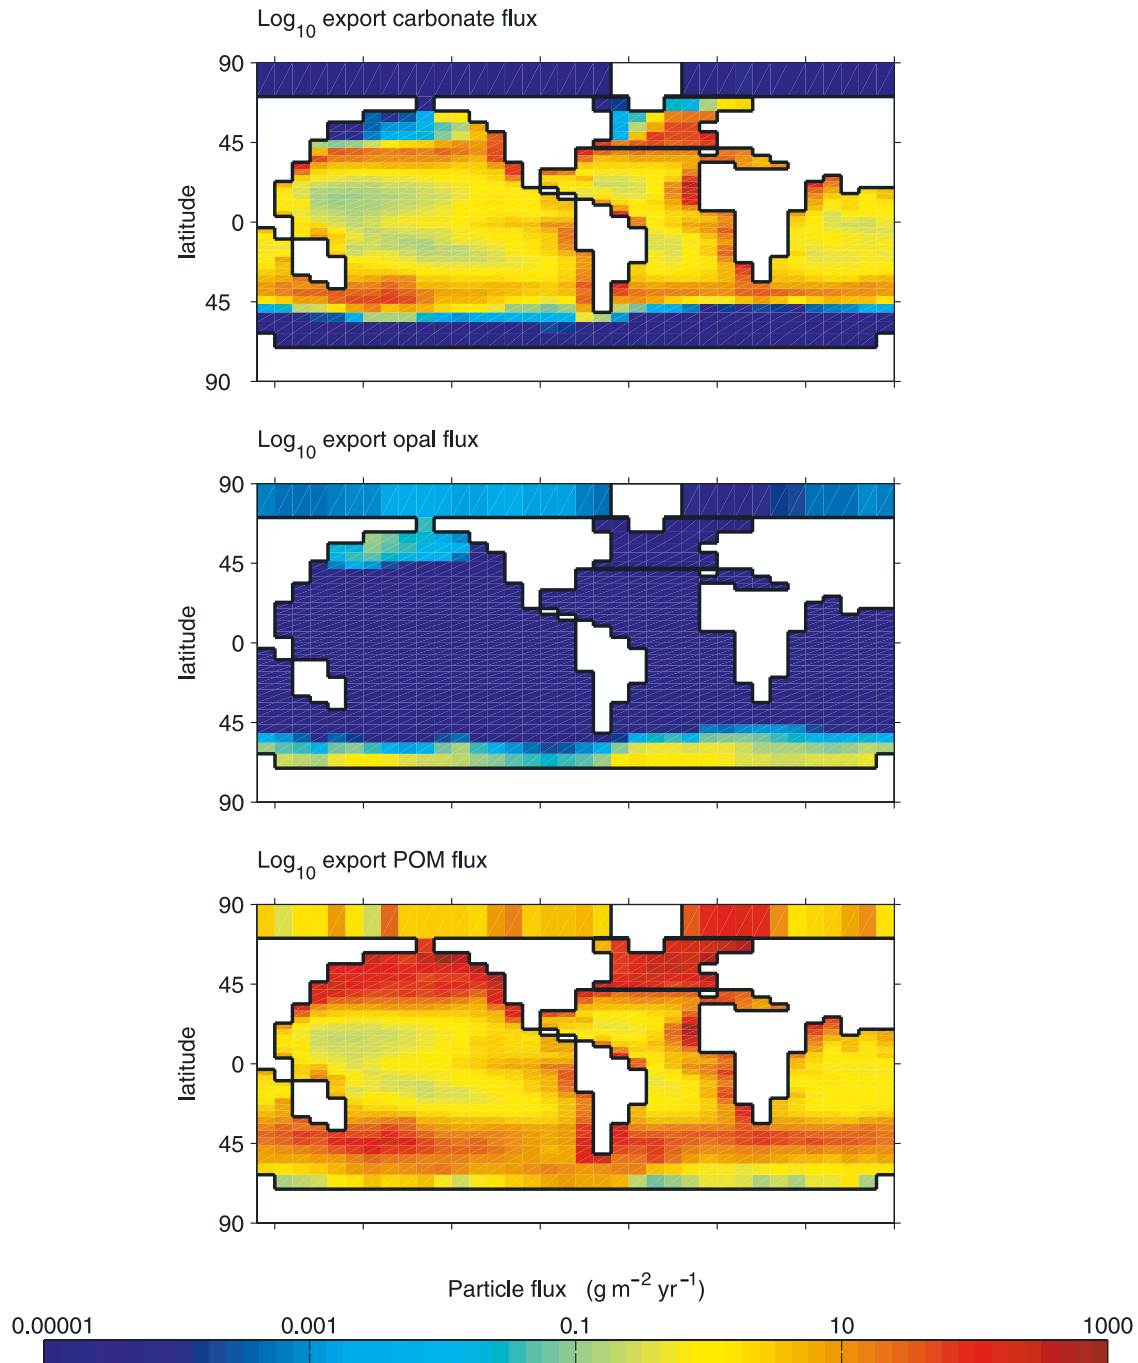 Log10 export carbonate flux
90
45
0
45
90
latitude
Log10 export opal flux
90
45
0
45
90
latitude
Log10 export POM flux
90
45
0
45
90
latitude
Particle flux (g m−2 yr−1)
0.00001 0.001 0.1 10 1000